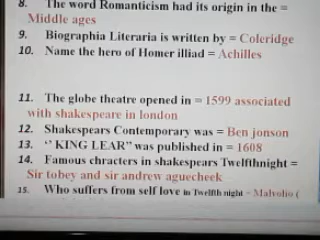 8. The word Romanticism had its origin in the =
Middle ages
9. Biographia Literaria is written by = Coleridge
10. Name the hero of Homer illiad = Achilles
11. The globe theatre opened in = 1599 associated
with shakespeare in london
12. Shakespears Contemporary was = Ben jonson
13. ‘’ KING LEAR” was published in = 1608
14. Famous chracters in shakespears Twelfthnight =
Sir tobey and sir andrew aguecheek
15. Who suffers from self love in Twelfth night - Malvolio (